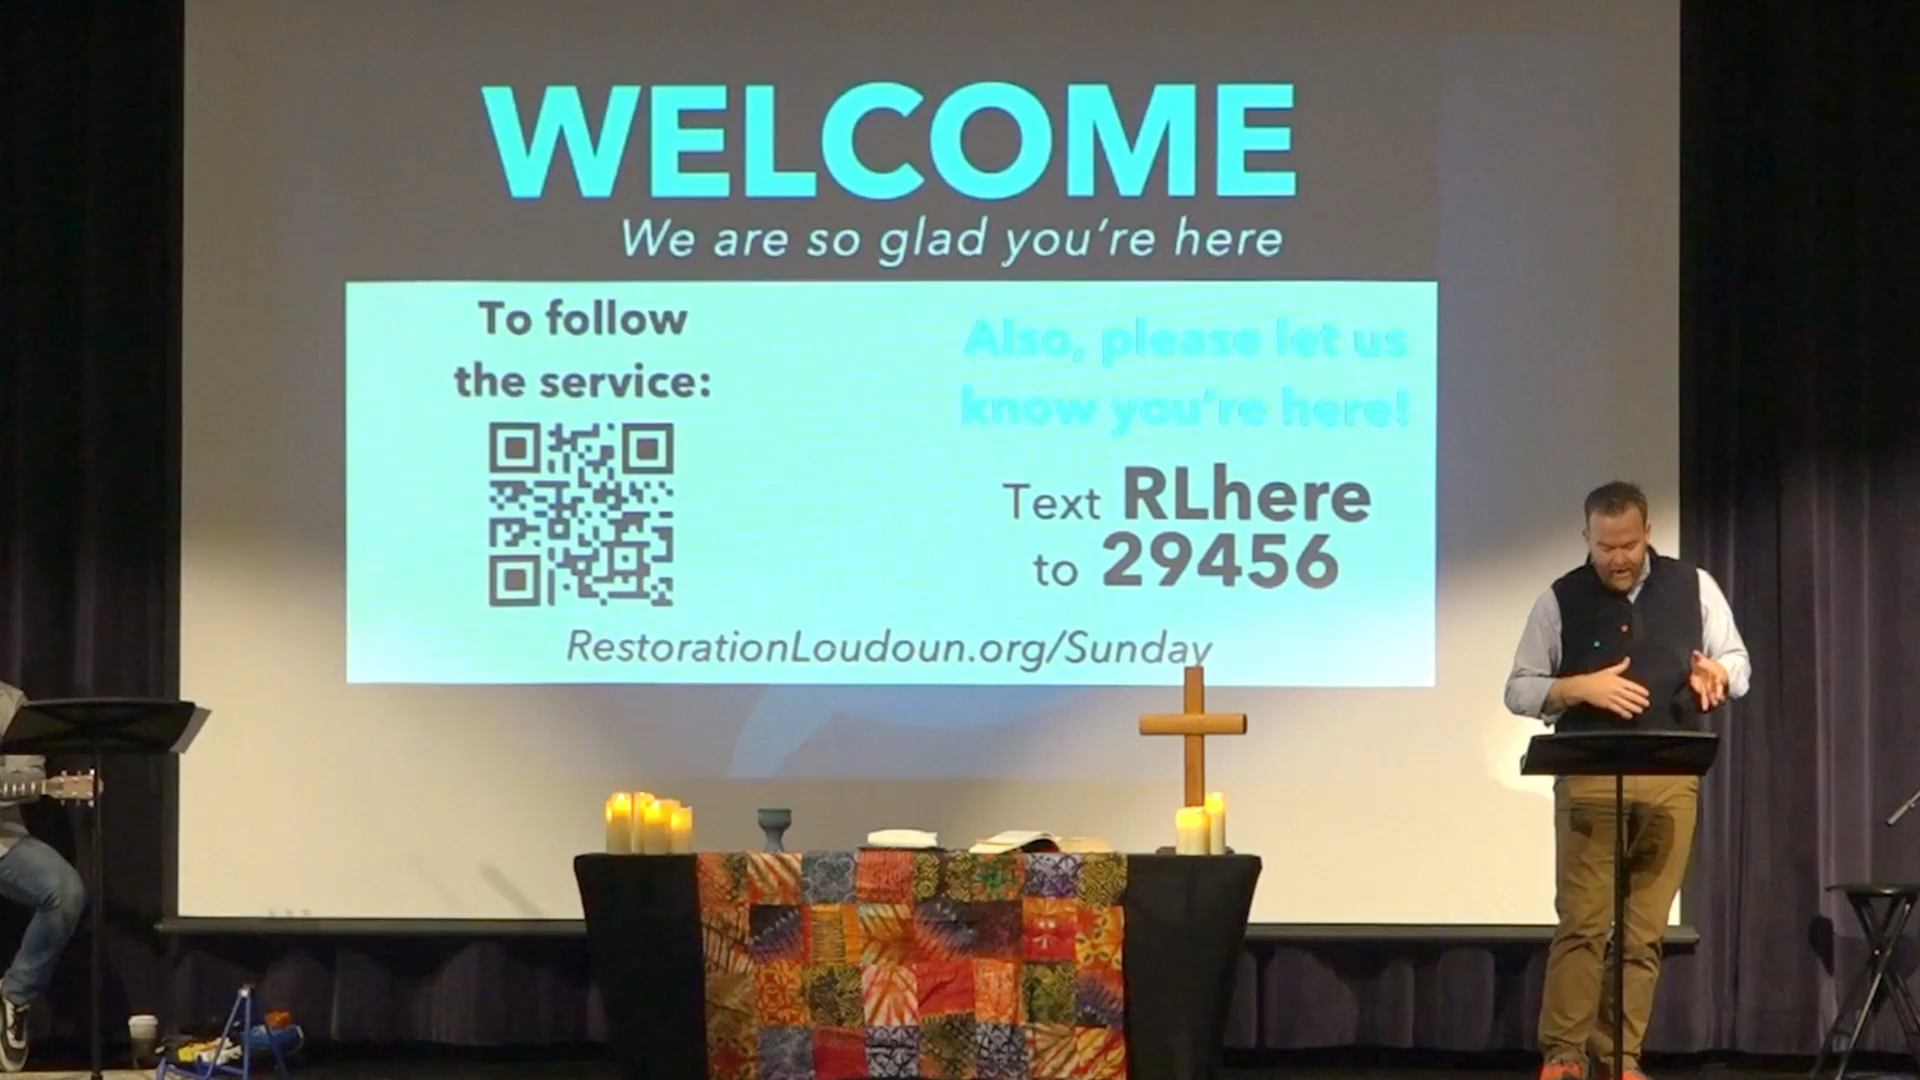 WELCOME
We are so glad you're here
To follow
the service:
Also, please let us
know you're here!
Text RLhere
to 29456
RestorationLoudoun.org/Sunday